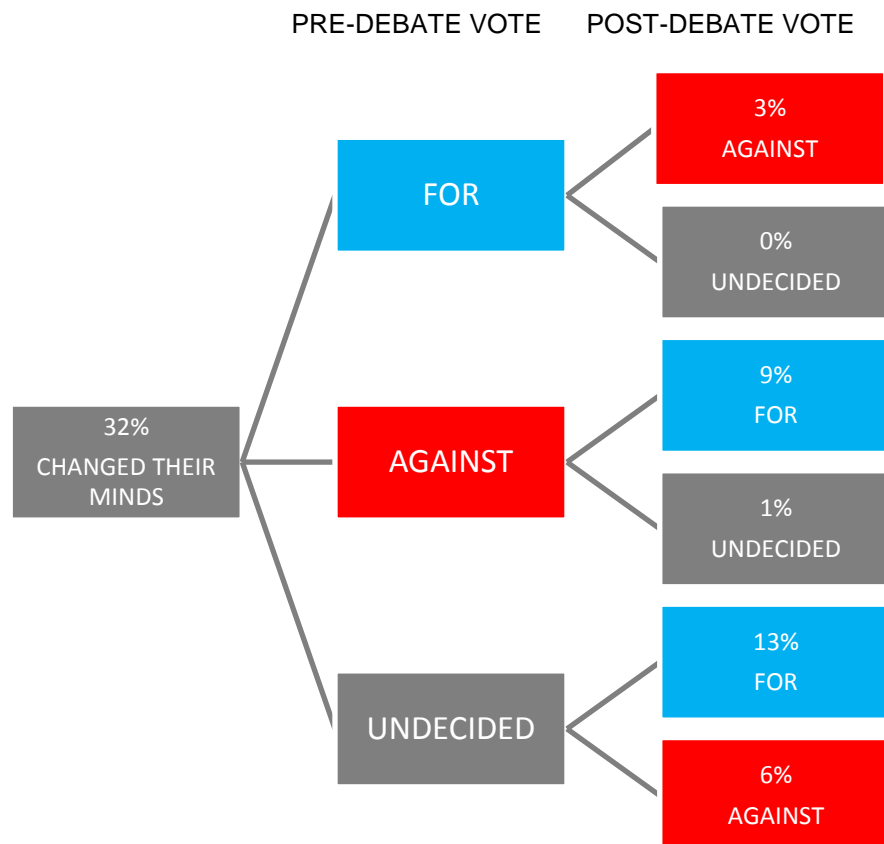 PRE-DEBATE VOTE
POST-DEBATE VOTE
3%
AGAINST
FOR
0%
UNDECIDED
9%
FOR
32%
CHANGED THEIR
MINDS
AGAINST
1%
UNDECIDED
13%
FOR
UNDECIDED
6%
AGAINST